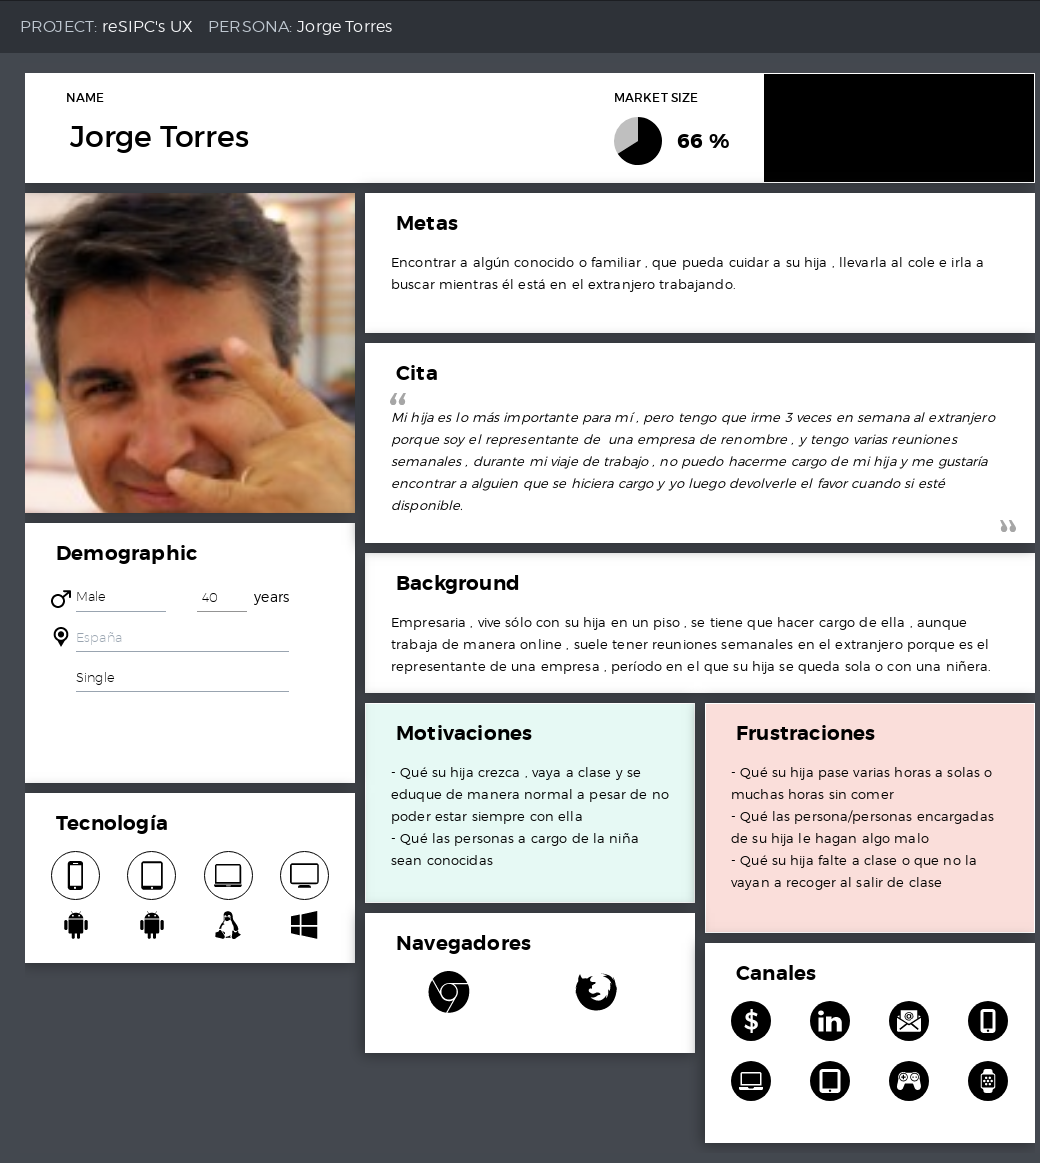 PROJECT: reSIPC's UX PERSONA: Jorge Torres
NAME
Jorge Torres
MARKET SIZE
66 %
Metas
Encontrar a algún conocido o familiar , que pueda cuidar a su hija , llevarla al cole e irla a
buscar mientras él está en el extranjero trabajando.
Cita
“
Mi hija es lo más importante para mí , pero tengo que irme 3 veces en semana al extranjero
porque soy el representante de una empresa de renombre , y tengo varias reuniones
semanales , durante mi viaje de trabajo , no puedo hacerme cargo de mi hija y me gustaría
encontrar a alguien que se hiciera cargo y yo luego devolverle el favor cuando si esté
disponible.
”
Demographic
Male 40 years
España
Single
Background
Empresaria , vive sólo con su hija en un piso , se tiene que hacer cargo de ella , aunque
trabaja de manera online , suele tener reuniones semanales en el extranjero porque es el
representante de una empresa , período en el que su hija se queda sola o con una niñera.
Motivaciones
- Qué su hija crezca , vaya a clase y se
eduque de manera normal a pesar de no
poder estar siempre con ella
- Qué las personas a cargo de la niña
sean conocidas
Frustraciones
- Qué su hija pase varias horas a solas o
muchas horas sin comer
- Qué las persona/personas encargadas
de su hija le hagan algo malo
- Qué su hija falte a clase o que no la
vayan a recoger al salir de clase
Tecnología
Navegadores
Canales
$ in